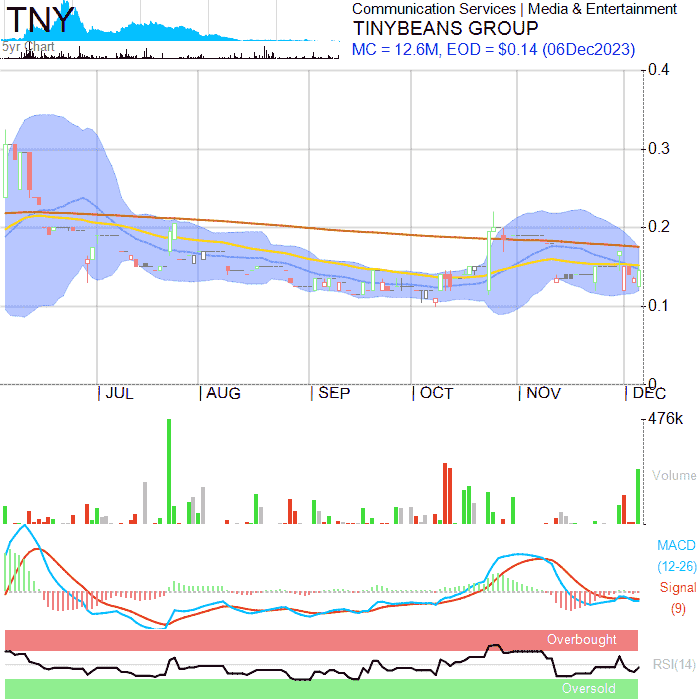 TNY
5yr Chart
Communication Services | Media & Entertainment
TINYBEANS GROUP
MC = 12.6M, EOD = $0.14 (06Dec2023)
0.4
0.3
0.2
0.1
0
JUL
AUG
SEP
OCT
NOV
DEC
476k
Volume
MACD
(12-26)
Signal
(9)
Overbought
RSI(14)
Oversold